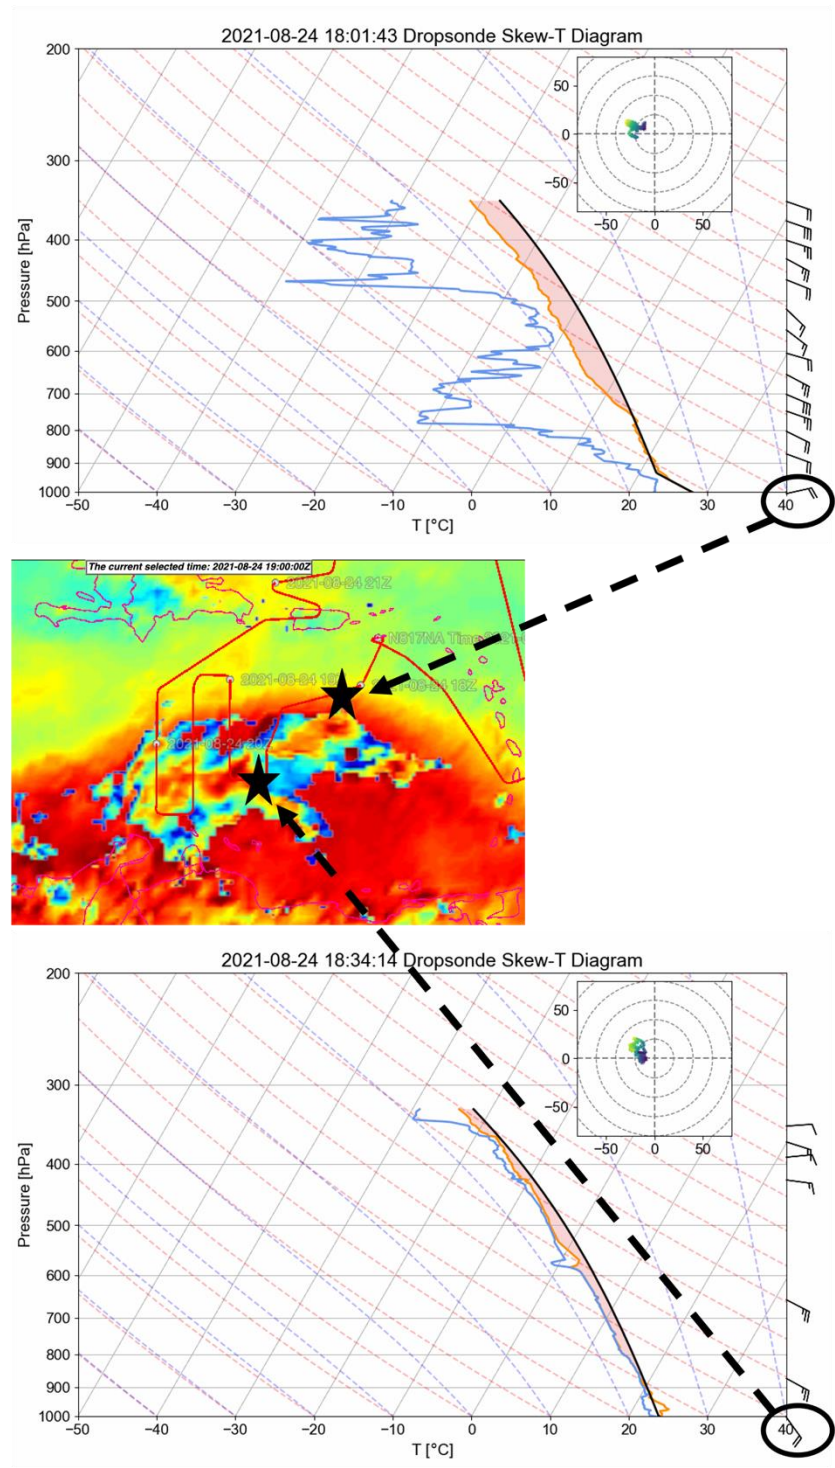 2021-08-24 18:01:43 Dropsonde Skew-T Diagram
200
300
400
500
600
700
800
900
1000
Pressure [hPa]
50
0
−50
−50 0 50
−50 −40 −30 −20 −10 0 10 20 30 40
T [°C]
The current selected time: 2021-08-24 19:00:00Z
2021-08-24 21Z
N817NA Time
2021-08-24 19Z
2021-08-24 18Z
2021-08-24 20Z
2021-08-24 18:34:14 Dropsonde Skew-T Diagram
200
300
400
500
600
700
800
900
1000
Pressure [hPa]
50
0
−50
−50 0 50
−50 −40 −30 −20 −10 0 10 20 30 40
T [°C]